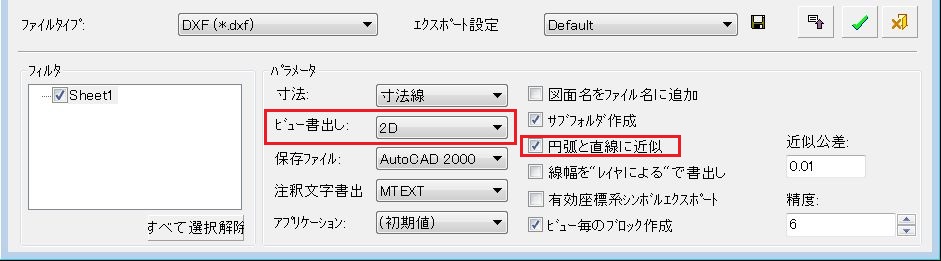 ファイルタイプ: DXF (*.dxf) エクスポート設定 Default
フィルタ
Sheet1
すべて選択解除
パラメータ
寸法: 寸法線
ビュー書出し: 2D
保存ファイル: AutoCAD 2000
注釈文字書出 MTEXT
アプリケーション: (初期値)
図面名をファイル名に追加
サブフォルダ作成
円弧と直線に近似
線幅を“レイヤによる“で書出し
有効座標系シンボルエクスポート
ビュー毎のブロック作成
近似公差:
0.01
精度:
6